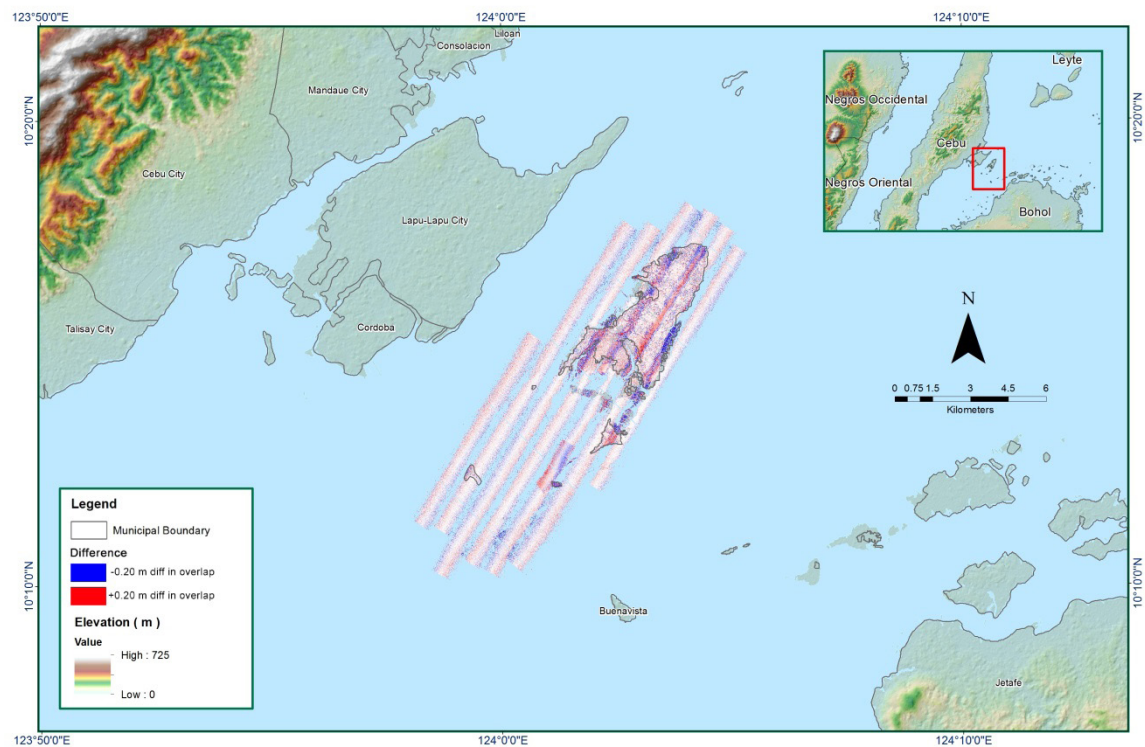 123°50'0"E
124°0'0"E
124°10'0"E
Liloan
Consolacion
Mandaue City
Cebu City
Lapu-Lapu City
Talisay City
Cordoba
10°20'0"N
10°20'0"N
Leyte
Negros Occidental
Cebu
Negros Oriental
Bohol
N
0 0.75 1.5 3 4.5 6
Kilometers
Legend
Municipal Boundary
Difference
-0.20 m diff in overlap
+0.20 m diff in overlap
Elevation ( m )
Value
High : 725
Low : 0
10°10'0"N
10°10'0"N
Buenavista
Jetafe
123°50'0"E
124°0'0"E
124°10'0"E